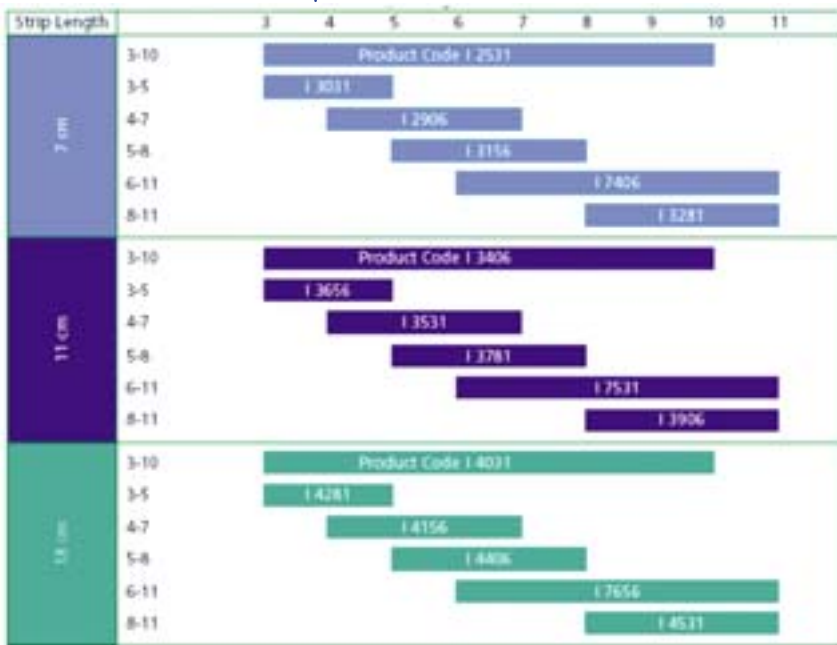 Strip Length 3 4 5 6 7 8 9 10 11
7 cm
3-10 Product Code I 2531
3-5 I 3031
4-7 I 2906
5-8 I 3156
6-11 I 7406
8-11 I 3281
11 cm
3-10 Product Code I 3406
3-5 I 3656
4-7 I 3531
5-8 I 3781
6-11 I 7531
8-11 I 3906
cm
3-10 Product Code I 4031
3-5 I 4281
4-7 I 4156
5-8 I 4406
6-11 I 7656
8-11 I 4531